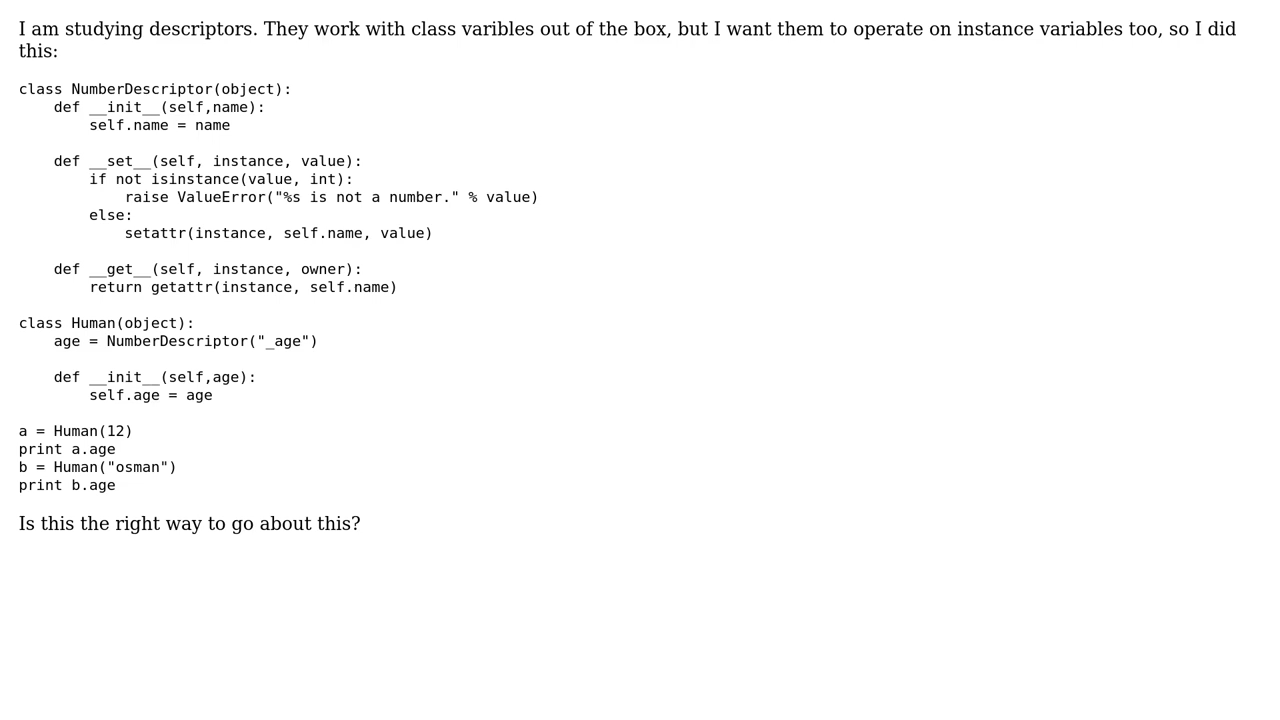 I am studying descriptors. They work with class varibles out of the box, but I want them to operate on instance variables too, so I did
this:
class NumberDescriptor(object):
    def __init__(self,name):
        self.name = name
    def __set__(self, instance, value):
        if not isinstance(value, int):
            raise ValueError("%s is not a number." % value)
        else:
            setattr(instance, self.name, value)
    def __get__(self, instance, owner):
        return getattr(instance, self.name)
class Human(object):
    age = NumberDescriptor("_age")
    def __init__(self,age):
        self.age = age
a = Human(12)
print a.age
b = Human("osman")
print b.age
Is this the right way to go about this?